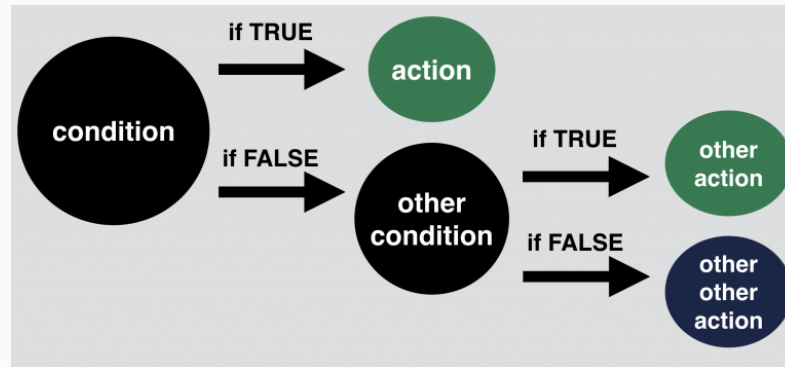 if TRUE
action
condition
if FALSE
other
condition
if TRUE
other
action
if FALSE
other
other
action